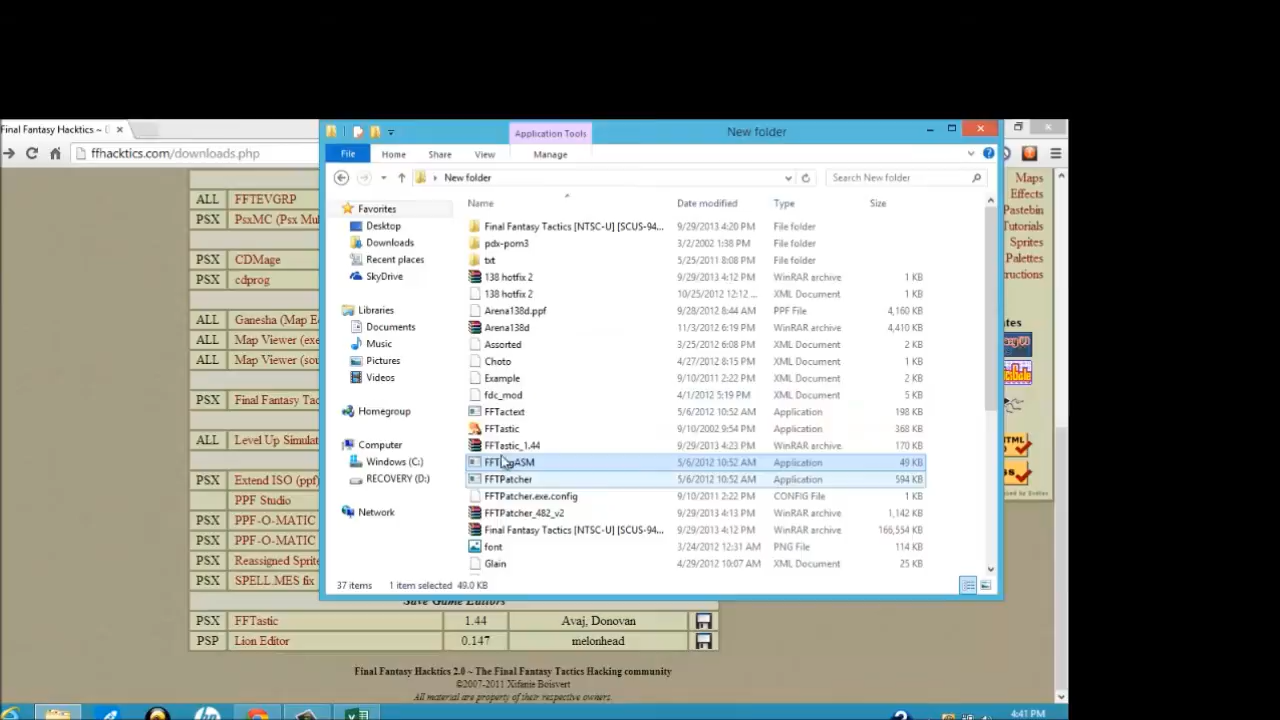 Final Fantasy Hacktics ~
Application Tools
New folder
ffhacktics.com/downloads.php
File Home Share View Manage
New folder
Search New folder
Name Date modified Type Size
Favorites
Desktop
Downloads
Recent places
SkyDrive
Libraries
Documents
Music
Pictures
Videos
Homegroup
Computer
Windows (C:)
RECOVERY (D:)
Network
Final Fantasy Tactics [NTSC-U] [SCUS-94... 9/29/2013 4:20 PM File folder
pdx-pom3 3/2/2002 1:38 PM File folder
txt 5/25/2011 8:08 PM File folder
138 hotfix 2 9/29/2013 4:12 PM WinRAR archive 1 KB
138 hotfix 2 10/25/2012 12:12 ... XML Document 1 KB
Arena138d.ppf 9/28/2012 8:44 AM PPF File 4,160 KB
Arena138d 11/3/2012 6:19 PM WinRAR archive 4,410 KB
Assorted 3/25/2012 6:08 PM XML Document 2 KB
Choto 4/27/2012 8:15 PM XML Document 1 KB
Example 9/10/2011 2:22 PM XML Document 2 KB
fdc_mod 4/1/2012 5:19 PM XML Document 5 KB
FFTactext 5/6/2012 10:52 AM Application 198 KB
FFTastic 9/10/2002 9:54 PM Application 368 KB
FFTastic_1.44 9/29/2013 4:23 PM WinRAR archive 170 KB
5/6/2012 10:52 AM Application 49 KB
FFTPatcher 5/6/2012 10:52 AM Application 594 KB
FFTPatcher.exe.config 9/10/2011 2:22 PM CONFIG File 1 KB
FFTPatcher_482_v2 9/29/2013 4:13 PM WinRAR archive 1,142 KB
Final Fantasy Tactics [NTSC-U] [SCUS-94... 9/29/2013 4:12 PM WinRAR archive 166,554 KB
font 3/24/2012 12:31 AM PNG File 114 KB
Glain 4/29/2012 10:07 AM XML Document 25 KB
37 items 1 item selected 49.0 KB
ALL FFTEVGRP
PSX PsxMC (Psx Mul
PSX CDMage
PSX cdprog
ALL Ganesha (Map E
ALL Map Viewer (exe
ALL Map Viewer (sou
PSX Final Fantasy Tac
ALL Level Up Simulat
PSX Extend ISO (ppf)
PPF Studio
PSX PPF-O-MATIC
PSX PPF-O-MATIC
PSX Reassigned Sprite
PSX SPELL.MES fix
Save Game Editors
PSX FFTastic 1.44 Avaj, Donovan
PSP Lion Editor 0.147 melonhead
Maps
Effects
Pastebin
Tutorials
Sprites
Palettes
Final Fantasy Hacktics 2.0 ~ The Final Fantasy Tactics Hacking community
©2007-2011 Xifanie Boisvert
All material are property of their respective owners.
4:41 PM